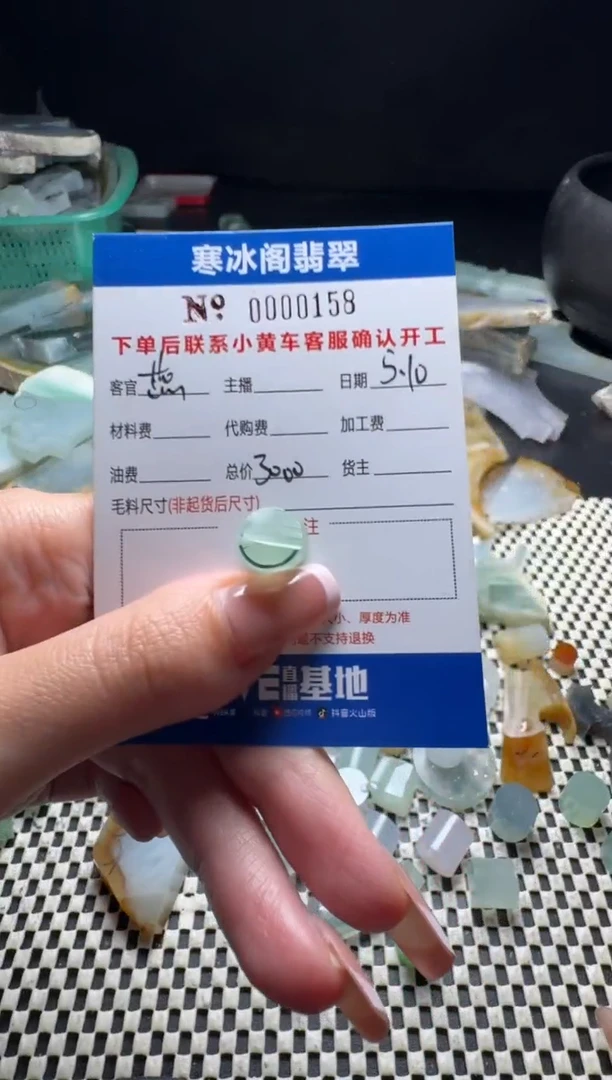 寒冰阁翡翠
Nº 0000158
下单后联系小黄车客服确认开工
客官 主播 日期 5.10
材料费 代购费 加工费
油费 总价 3000 货主
毛料尺寸(非起货后尺寸)
注
小、厚度为准
不支持退换
直播基地
抖音火山版